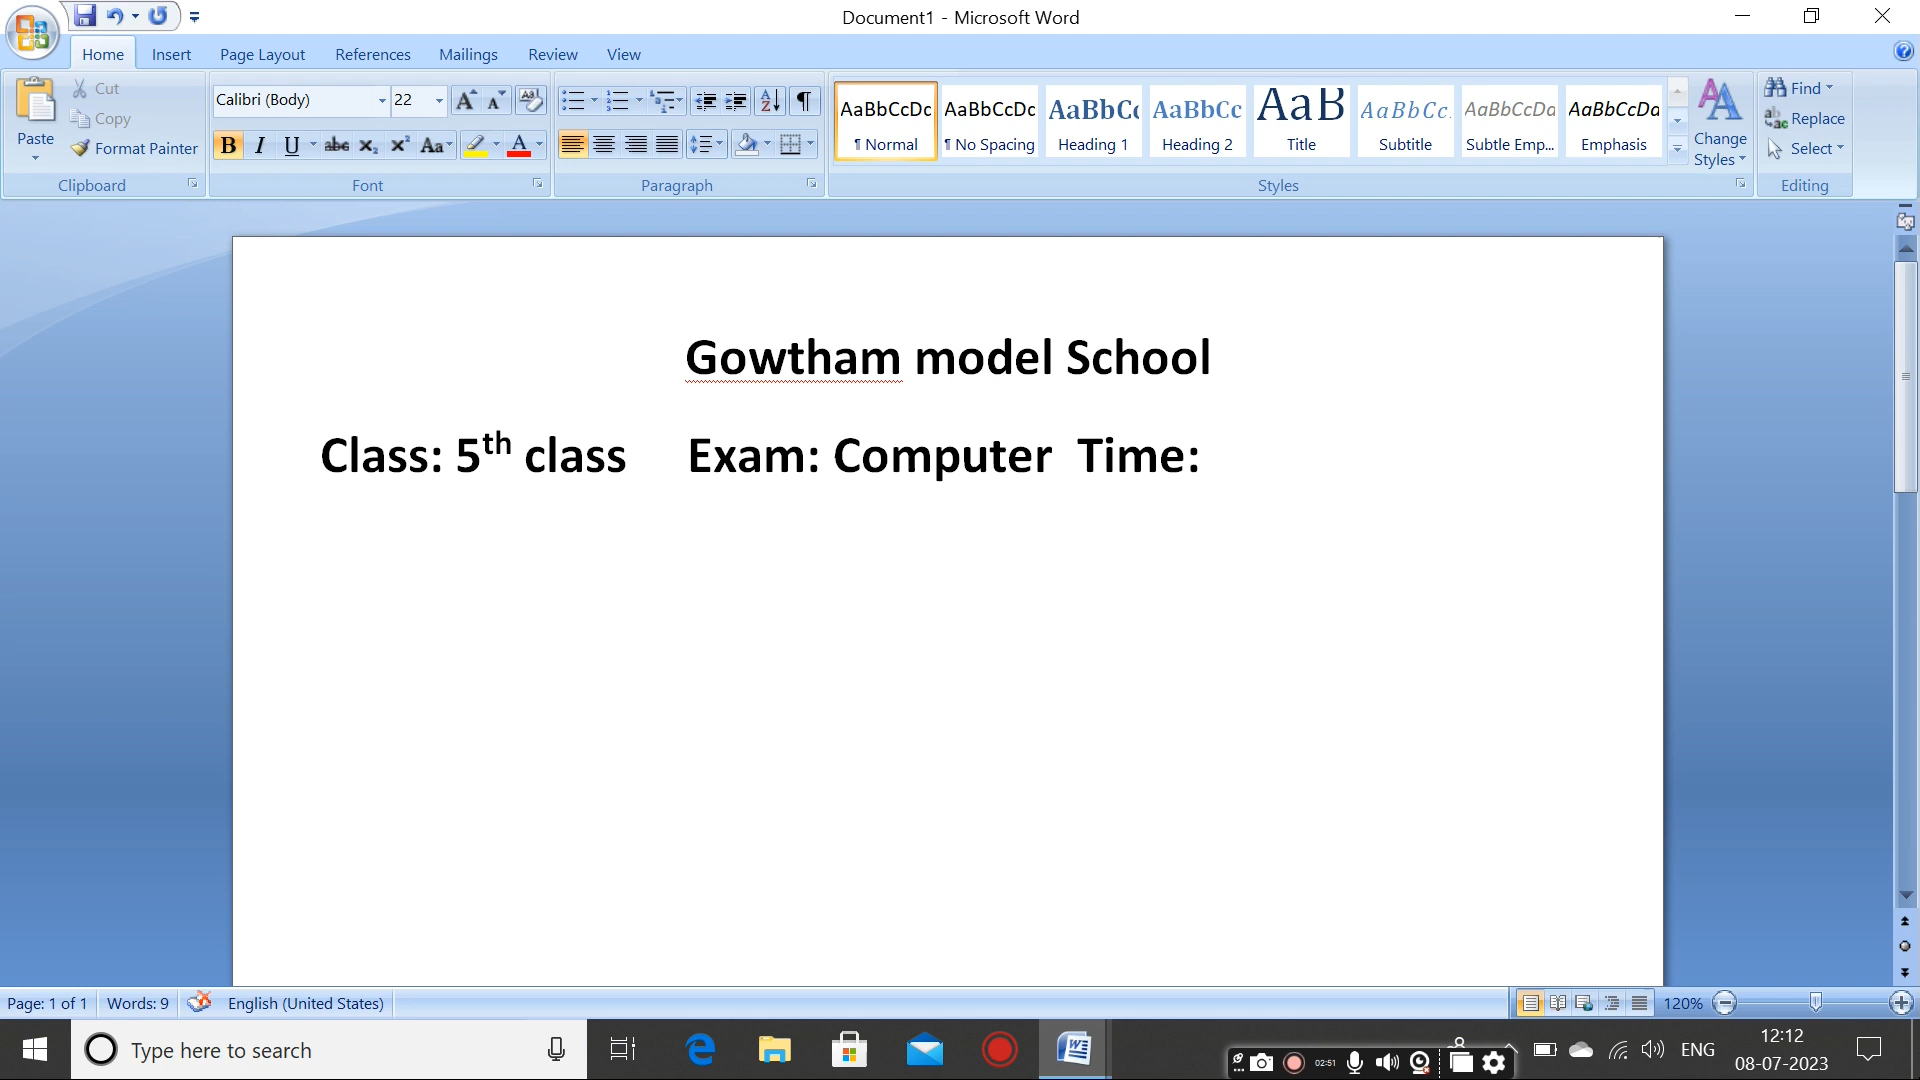 Document1 - Microsoft Word
Home Insert Page Layout References Mailings Review View
Paste
Cut
Copy
Format Painter
Clipboard
Calibri (Body) 22
Font
Paragraph
AaBbCcDc AaBbCcDc AaBbCc AaBbCc AaB AaBbCc. AaBbCcDa AaBbCcDa
¶ Normal ¶ No Spacing Heading 1 Heading 2 Title Subtitle Subtle Emp... Emphasis
Change Styles
Styles
Find
Replace
Select
Editing
Gowtham model School
Class: 5th class Exam: Computer Time:
Page: 1 of 1 Words: 9 English (United States) 120%
Type here to search
02:51
ENG
12:12
08-07-2023